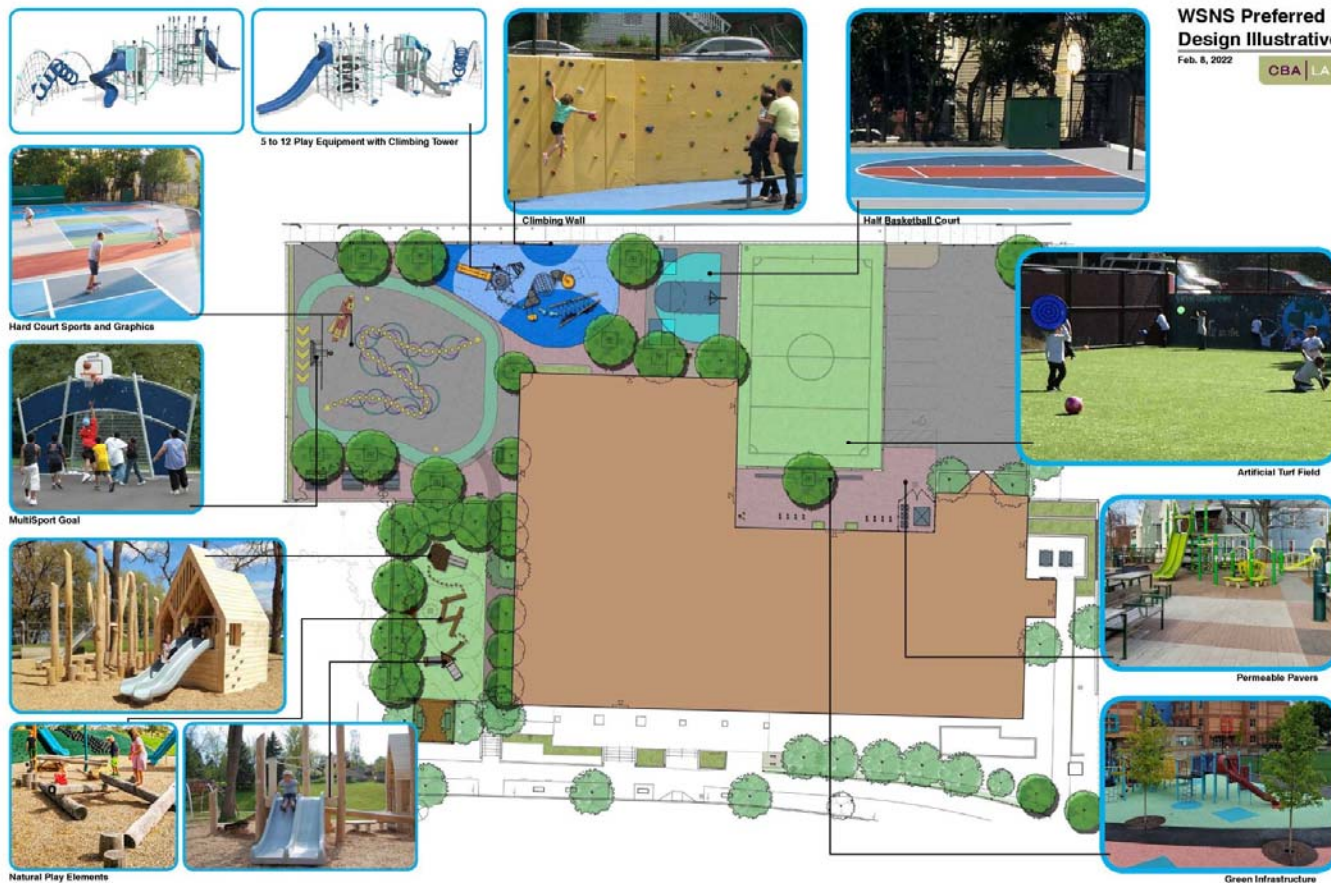 WSNS Preferred
Design Illustrative
Feb. 8, 2022
CBA LA
5 to 12 Play Equipment with Climbing Tower
Climbing Wall
Half Basketball Court
Hard Court Sports and Graphics
MultiSport Goal
Artificial Turf Field
Permeable Pavers
Natural Play Elements
Green Infrastructure